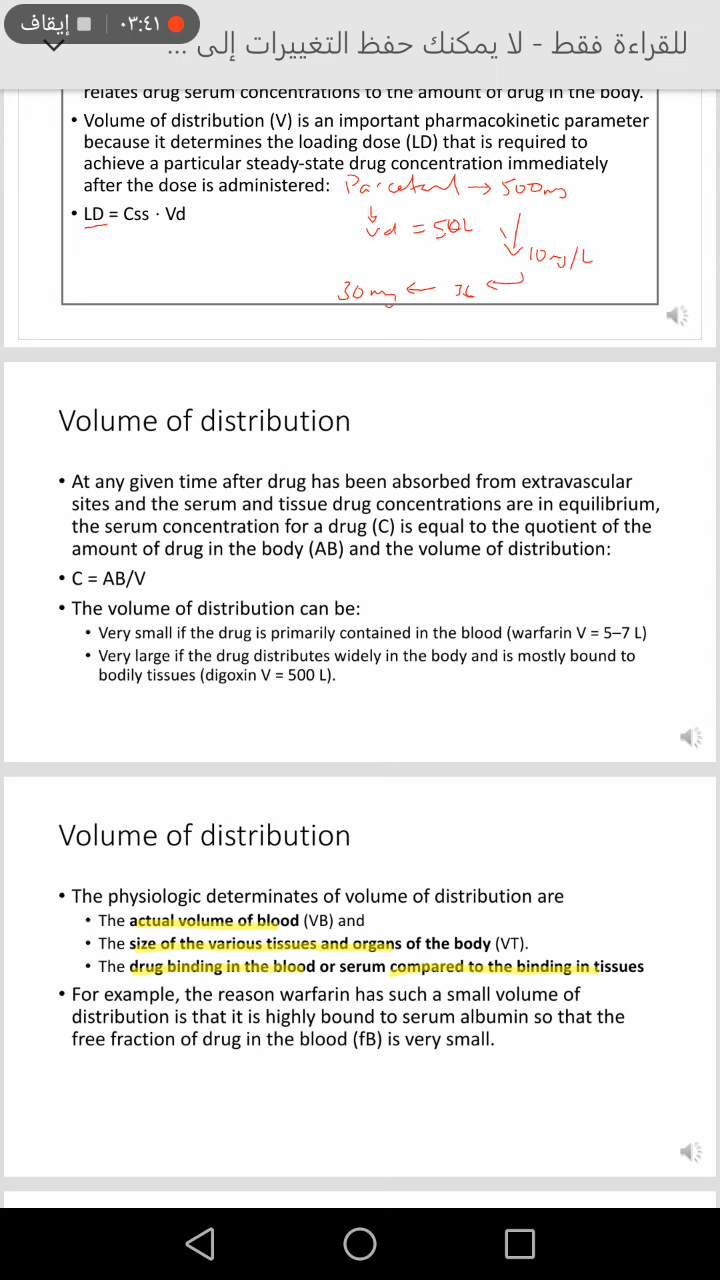 ٠٣:٤١ إيقاف
للقراءة فقط - لا يمكنك حفظ التغييرات إلى ...
relates drug serum concentrations to the amount of drug in the body.
• Volume of distribution (V) is an important pharmacokinetic parameter
because it determines the loading dose (LD) that is required to
achieve a particular steady-state drug concentration immediately
after the dose is administered: → 500mg
• LD = Css · Vd
Vd = 50L
10mg/L
30mg ←
Volume of distribution
• At any given time after drug has been absorbed from extravascular
sites and the serum and tissue drug concentrations are in equilibrium,
the serum concentration for a drug (C) is equal to the quotient of the
amount of drug in the body (AB) and the volume of distribution:
• C = AB/V
• The volume of distribution can be:
• Very small if the drug is primarily contained in the blood (warfarin V = 5–7 L)
• Very large if the drug distributes widely in the body and is mostly bound to
bodily tissues (digoxin V = 500 L).
Volume of distribution
• The physiologic determinates of volume of distribution are
• The actual volume of blood (VB) and
• The size of the various tissues and organs of the body (VT).
• The drug binding in the blood or serum compared to the binding in tissues
• For example, the reason warfarin has such a small volume of
distribution is that it is highly bound to serum albumin so that the
free fraction of drug in the blood (fB) is very small.